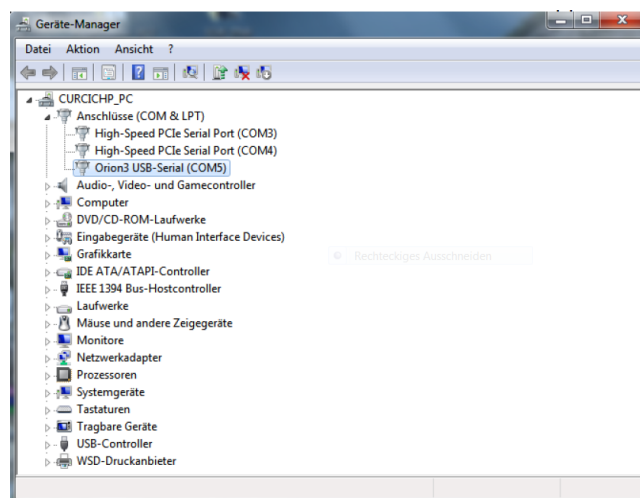 Geräte-Manager
Datei Aktion Ansicht ?
CURCICHP_PC
Anschlüsse (COM & LPT)
High-Speed PCIe Serial Port (COM3)
High-Speed PCIe Serial Port (COM4)
Orion3 USB-Serial (COM5)
Audio-, Video- und Gamecontroller
Computer
DVD/CD-ROM-Laufwerke
Eingabegeräte (Human Interface Devices)
Grafikkarte
Rechteckiges Ausschneiden
IDE ATA/ATAPI-Controller
IEEE 1394 Bus-Hostcontroller
Laufwerke
Mäuse und andere Zeigegeräte
Monitore
Netzwerkadapter
Prozessoren
Systemgeräte
Tastaturen
Tragbare Geräte
USB-Controller
WSD-Druckanbieter